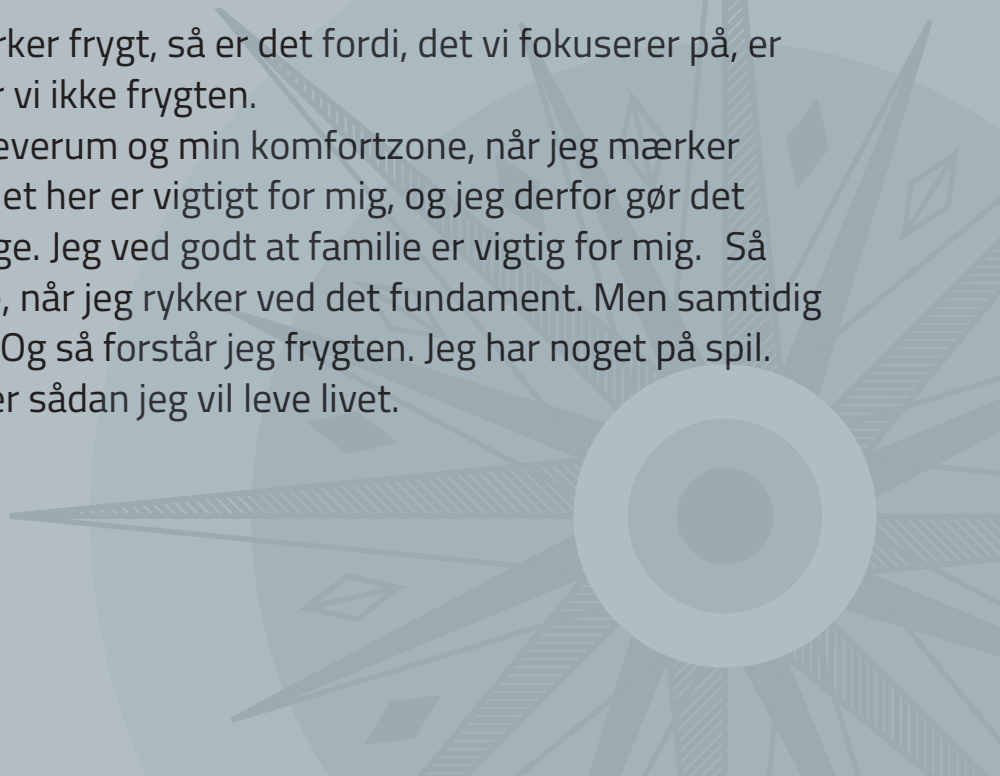 rker frygt, så er det fordi, det vi fokuserer på, er
r vi ikke frygten.
everum og min komfortzone, når jeg mærker
et her er vigtigt for mig, og jeg derfor gør det
ge. Jeg ved godt at familie er vigtig for mig. Så
, når jeg rykker ved det fundament. Men samtidig
Og så forstår jeg frygten. Jeg har noget på spil.
er sådan jeg vil leve livet.